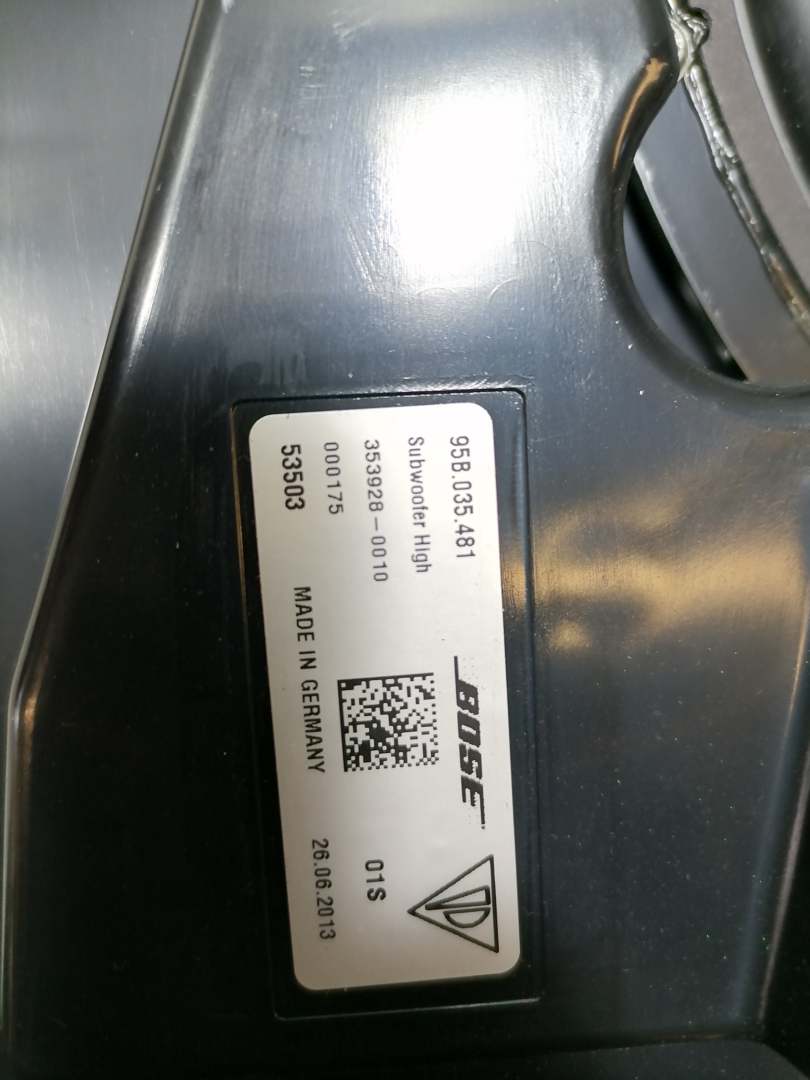 95B.035.481
BOSE
Subwoofer High
353928-0010
01S
000175
53503
MADE IN GERMANY
26.06.2013